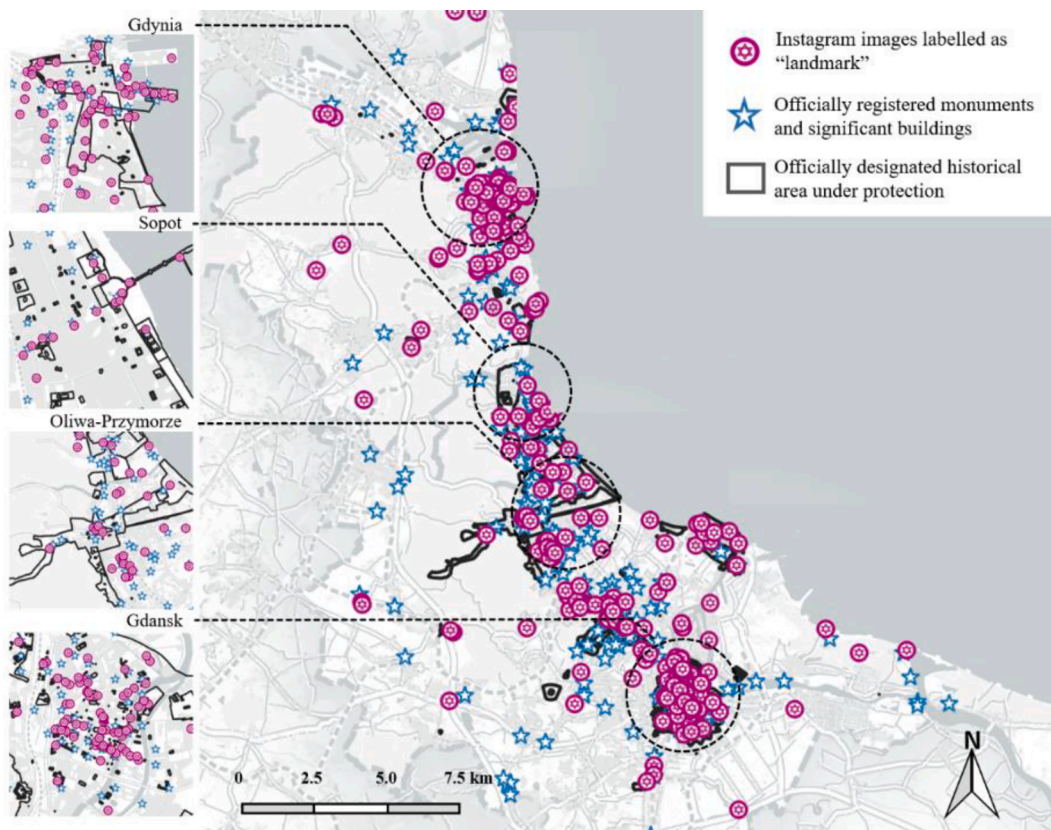 Gdynia
Sopot
Oliwa-Przymorze
Gdansk
Instagram images labelled as
“landmark”
Officially registered monuments
and significant buildings
Officially designated historical
area under protection
0 2.5 5.0 7.5 km
N